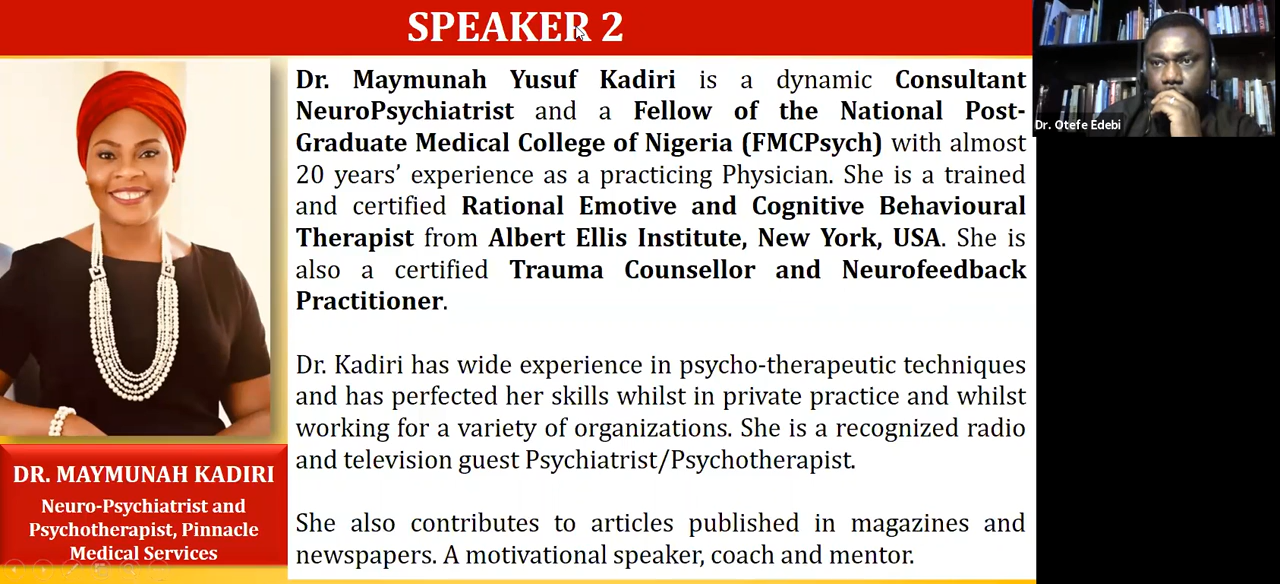 SPEAKER 2
Dr. Maymunah Yusuf Kadiri is a dynamic Consultant
NeuroPsychiatrist and a Fellow of the National Post-
Graduate Medical College of Nigeria (FMCPsych) with almost
20 years’ experience as a practicing Physician. She is a trained
and certified Rational Emotive and Cognitive Behavioural
Therapist from Albert Ellis Institute, New York, USA. She is
also a certified Trauma Counsellor and Neurofeedback
Practitioner.
Dr. Kadiri has wide experience in psycho-therapeutic techniques
and has perfected her skills whilst in private practice and whilst
working for a variety of organizations. She is a recognized radio
and television guest Psychiatrist/Psychotherapist.
She also contributes to articles published in magazines and
newspapers. A motivational speaker, coach and mentor.
DR. MAYMUNAH KADIRI
Neuro-Psychiatrist and
Psychotherapist, Pinnacle
Medical Services
Dr. Otefe Edebi